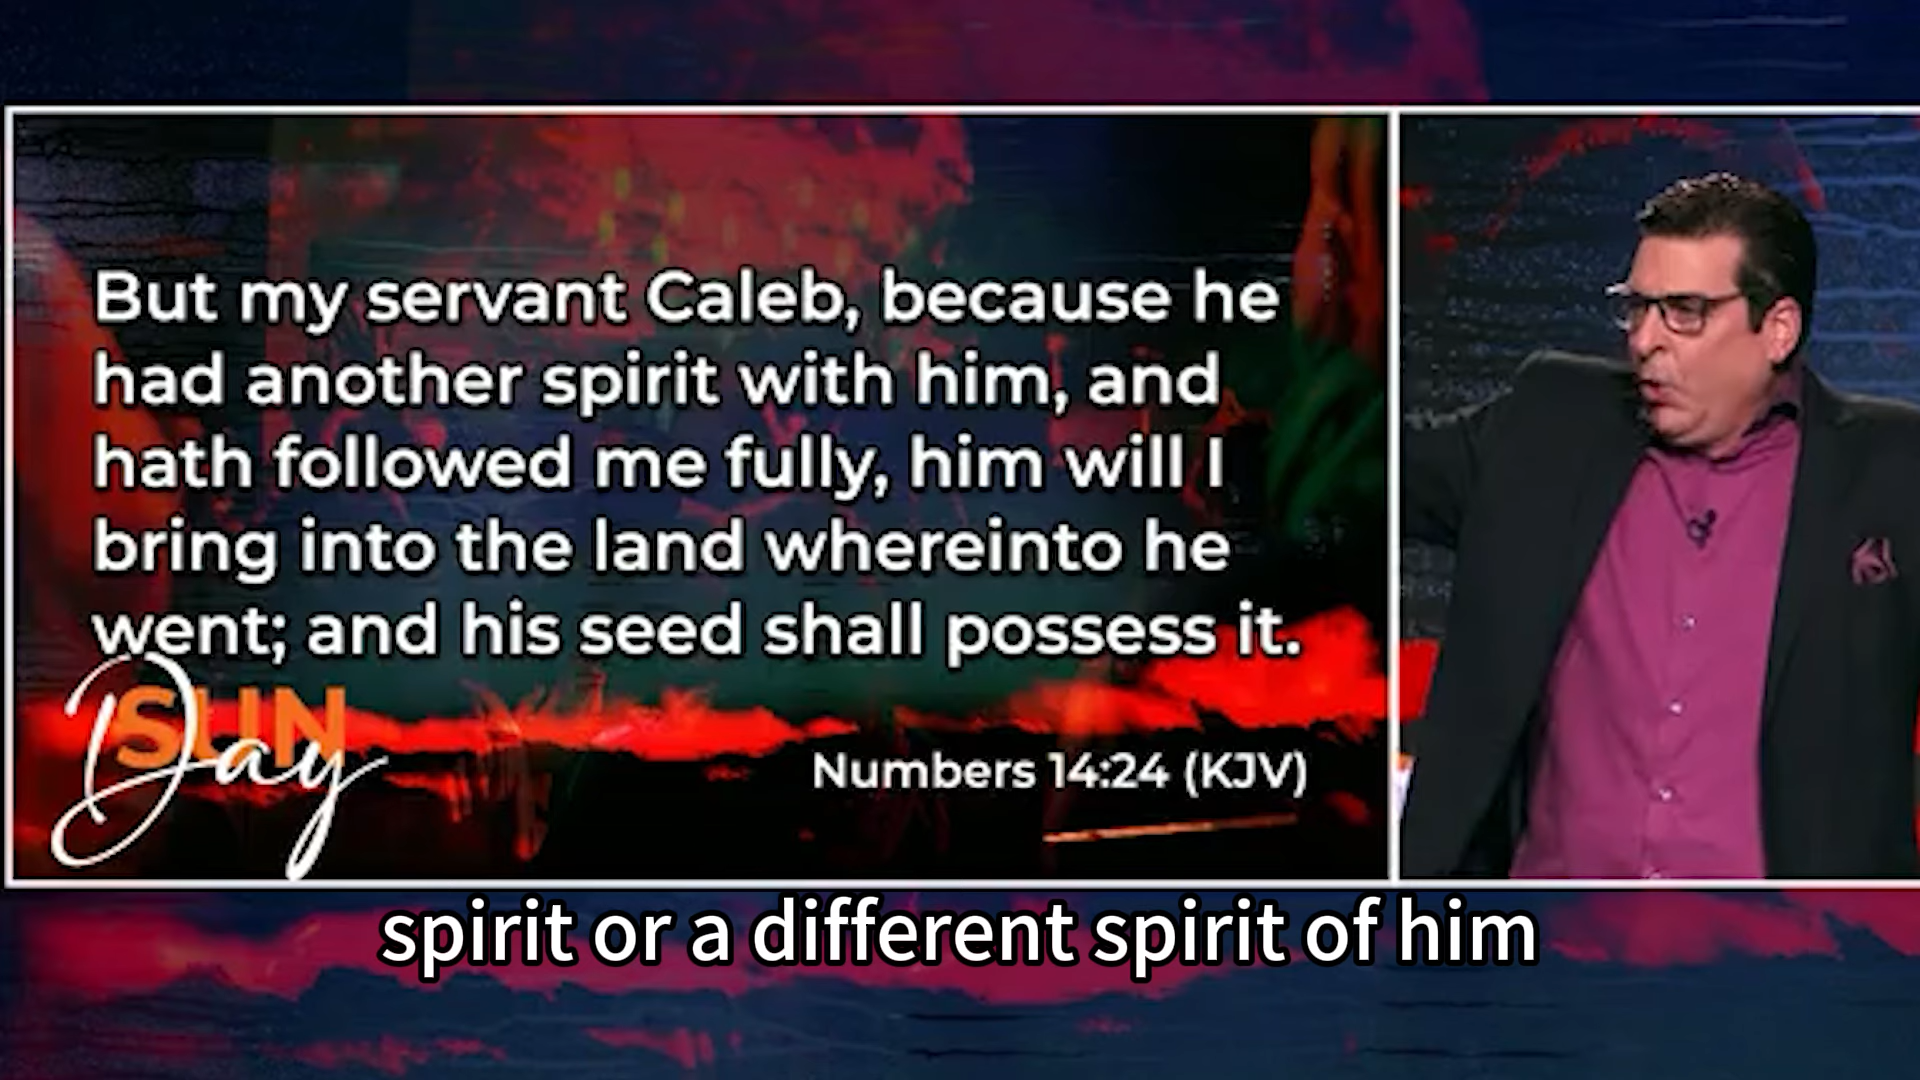 But my servant Caleb, because he
had another spirit with him, and
hath followed me fully, him will I
bring into the land whereinto he
went; and his seed shall possess it.
SUN
Day
Numbers 14:24 (KJV)
spirit or a different spirit of him